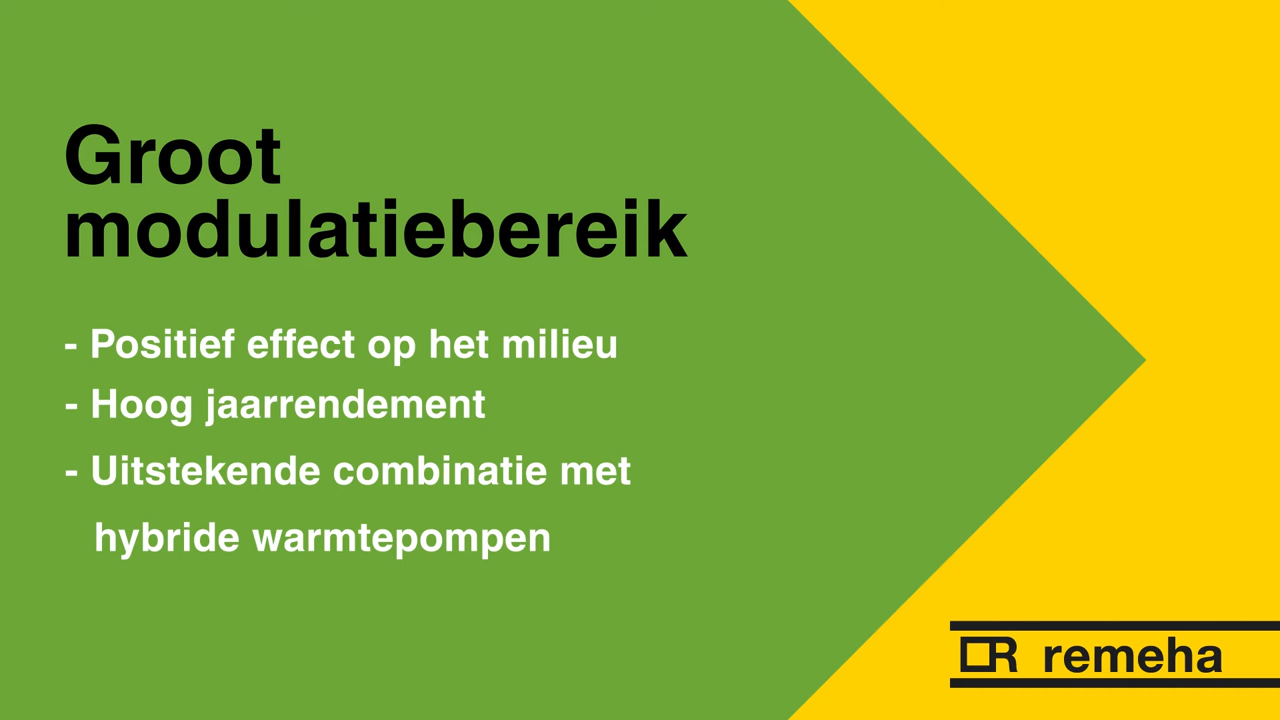 Groot
modulatiebereik
- Positief effect op het milieu
- Hoog jaarrendement
- Uitstekende combinatie met
hybride warmtepompen
R remeha